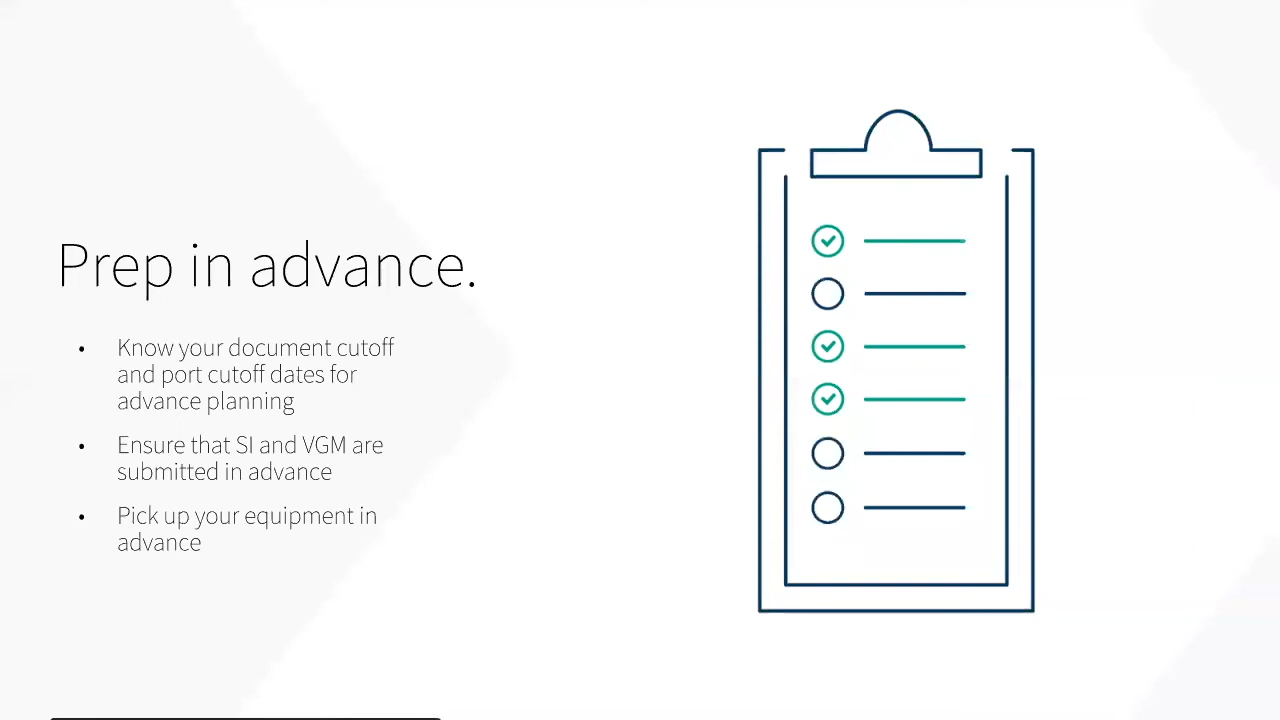 Prep in advance.
• Know your document cutoff
and port cutoff dates for
advance planning
• Ensure that SI and VGM are
submitted in advance
• Pick up your equipment in
advance